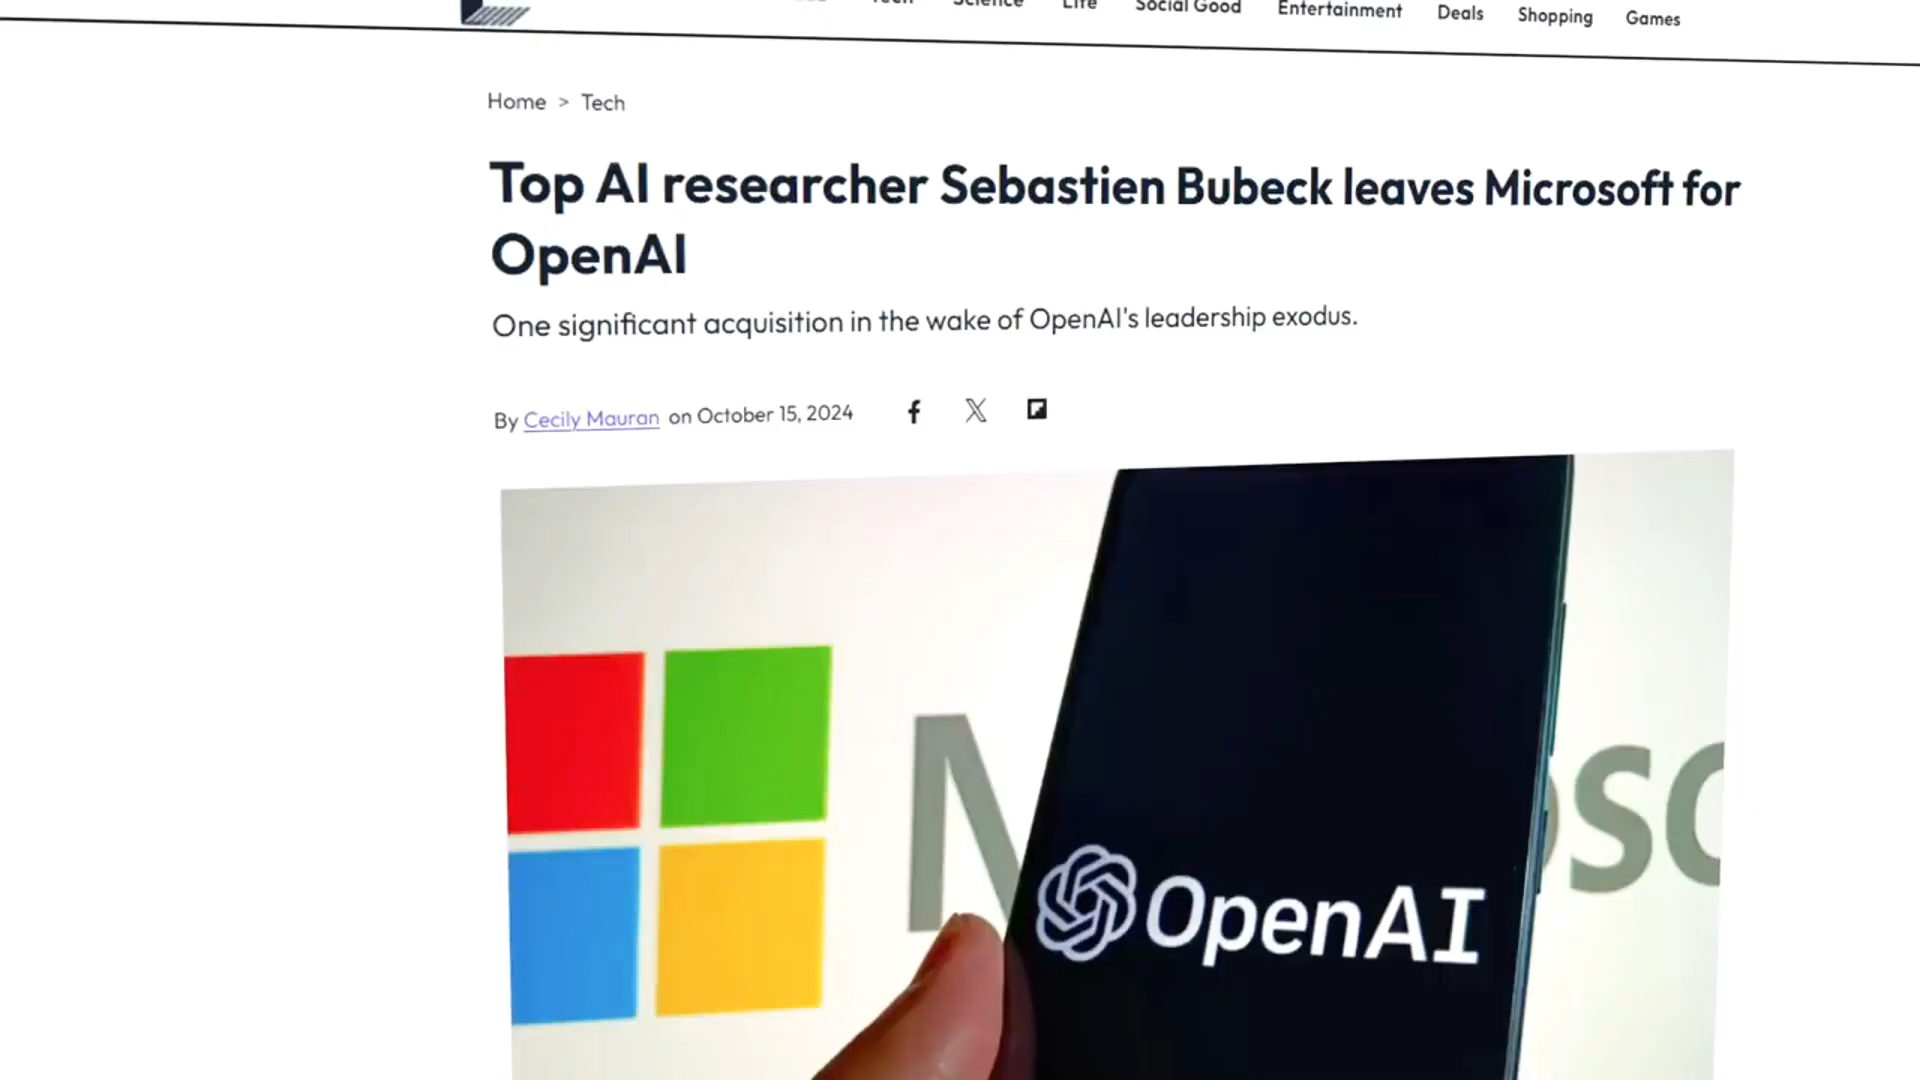 Tech Science Life Social Good Entertainment Deals Shopping Games
Home > Tech
Top AI researcher Sebastien Bubeck leaves Microsoft for
OpenAI
One significant acquisition in the wake of OpenAI's leadership exodus.
By Cecily Mauran on October 15, 2024
OpenAI